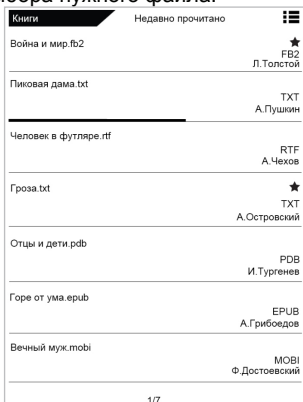 Книги Недавно прочитано
Война и мир.fb2
FB2
Л.Толстой
Пиковая дама.txt
TXT
А.Пушкин
Человек в футляре.rtf
RTF
А.Чехов
Гроза.txt
TXT
А.Островский
Отцы и дети.pdb
PDB
И.Тургенев
Горе от ума.epub
EPUB
А.Грибоедов
Вечный муж.mobi
MOBI
Ф.Достоевский
1/7